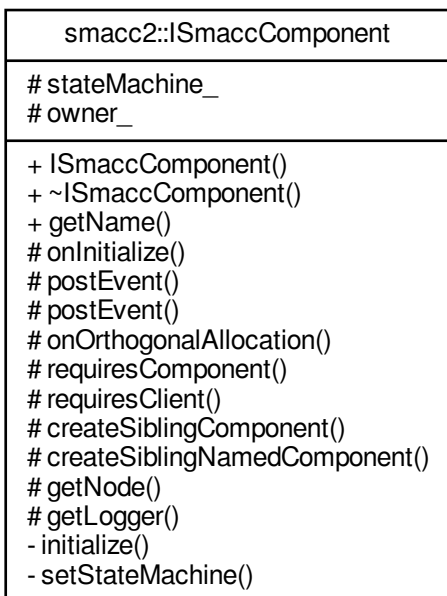 smacc2::ISmaccComponent
# stateMachine_
# owner_
+ ISmaccComponent()
+ ~ISmaccComponent()
+ getName()
# onInitialize()
# postEvent()
# postEvent()
# onOrthogonalAllocation()
# requiresComponent()
# requiresClient()
# createSiblingComponent()
# createSiblingNamedComponent()
# getNode()
# getLogger()
- initialize()
- setStateMachine()